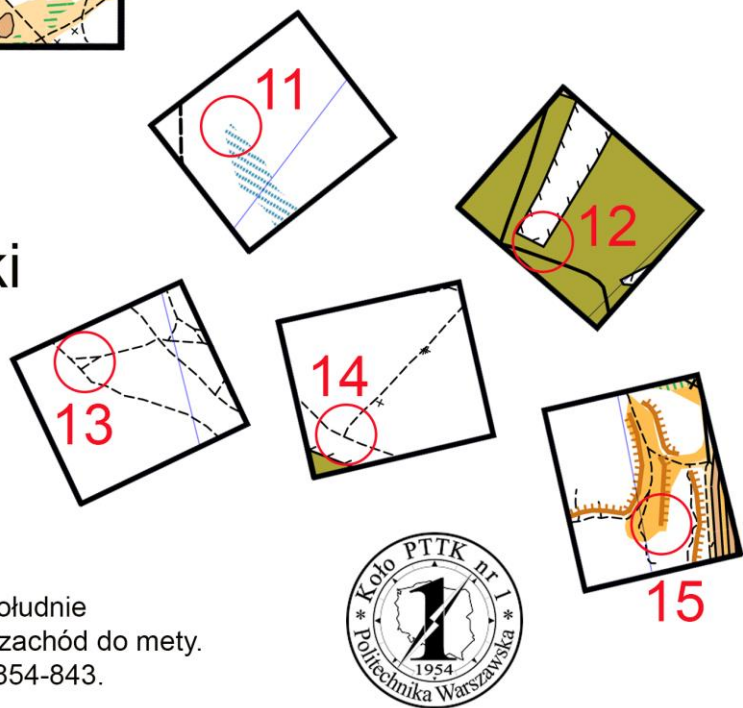 11
12
ki
13
14
15
ołudnie
zachód do mety.
354-843.
* Koło PTTK nr 1 *
1
1954
Politechnika Warszawska